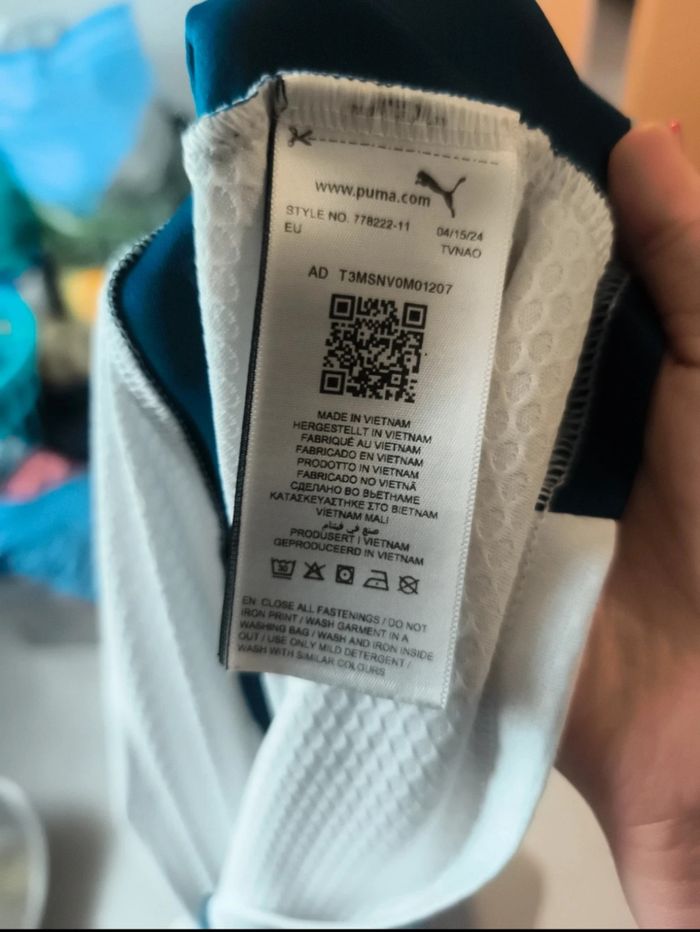 www.puma.com
STYLE NO. 778222-11 04/15/24
EU TVNAO
AD T3MSNV0M01207
MADE IN VIETNAM
HERGESTELLT IN VIETNAM
FABRIQUÉ AU VIETNAM
FABRICADO EN VIETNAM
PRODOTTO IN VIETNAM
FABRICADO NO VIETNÃ
СДЕЛАНО ВО ВЬЕТНАМЕ
ΚΑΤΑΣΚΕΥΑΣΤΗΚΕ ΣΤΟ ΒΙΕΤΝΑΜ
VİETNAM MALI
صنع في فيتنام
PRODUSERT I VIETNAM
GEPRODUCEERD IN VIETNAM
30
EN CLOSE ALL FASTENINGS / DO NOT
IRON PRINT / WASH GARMENT IN A
WASHING BAG / WASH AND IRON INSIDE
OUT / USE ONLY MILD DETERGENT /
WASH WITH SIMILAR COLOURS